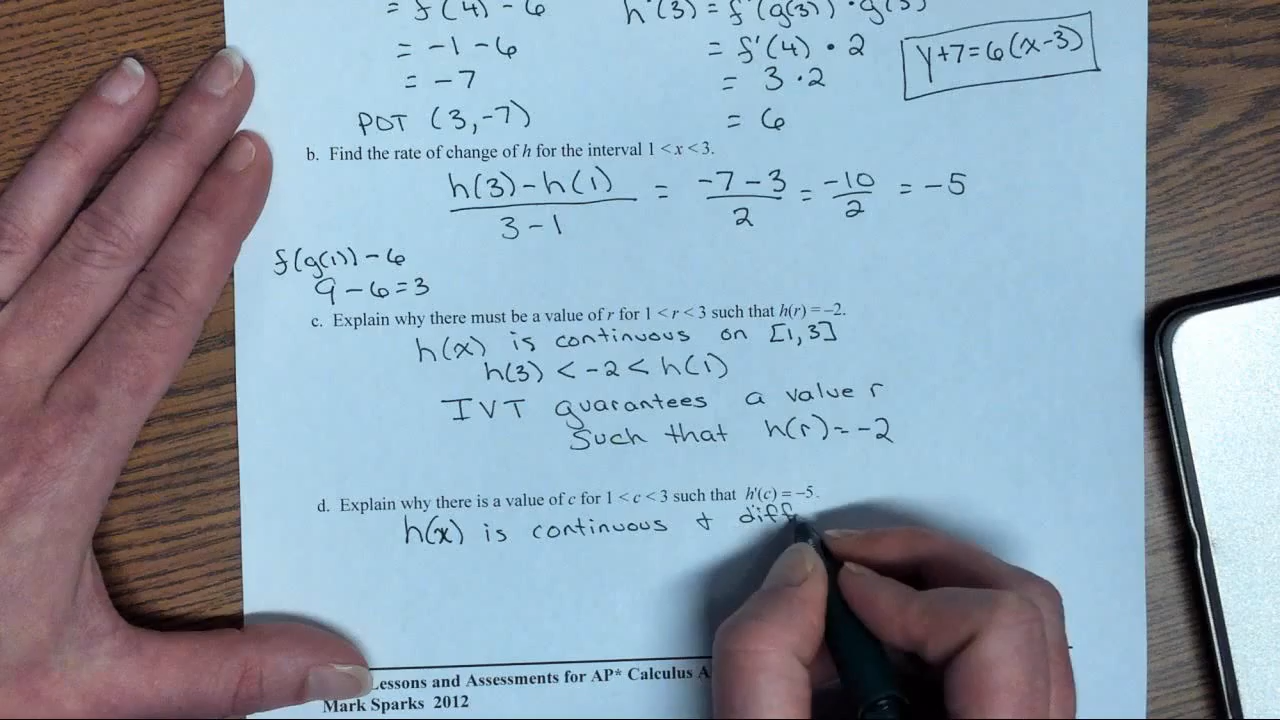 = f(4) - 6
h'(3) = f'(g(3)) · g'(3)
= -1 - 6
= f'(4) · 2
y+7=6(x-3)
= -7
= 3 · 2
POT (3,-7)
= 6
b. Find the rate of change of h for the interval 1 < x < 3.
h(3) - h(1) / 3 - 1 = -7 - 3 / 2 = -10 / 2 = -5
f(g(1)) - 6
9 - 6 = 3
c. Explain why there must be a value of r for 1 < r < 3 such that h(r) = –2.
h(x) is continuous on [1,3]
h(3) < -2 < h(1)
IVT guarantees a value r
such that h(r) = -2
d. Explain why there is a value of c for 1 < c < 3 such that h'(c) = –5.
h(x) is continuous & diff
Lessons and Assessments for AP* Calculus A
Mark Sparks 2012